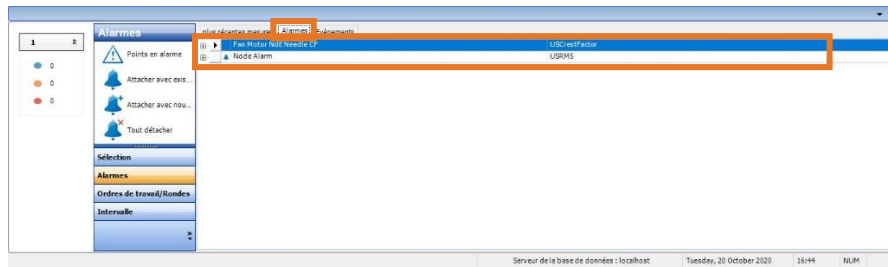 1
0
0
0
Alarmes
Points en alarme
Attacher avec exis...
Attacher avec nou...
Tout détacher
Sélection
Alarmes
Ordres de travail/Rondes
Intervalle
plus récentes mesures Alarmes Evénements
Fan Motor NdE Needle CF USCrestFactor
Node Alarm USRMS
Serveur de la base de données : localhost Tuesday, 20 October 2020 16:44 NUM